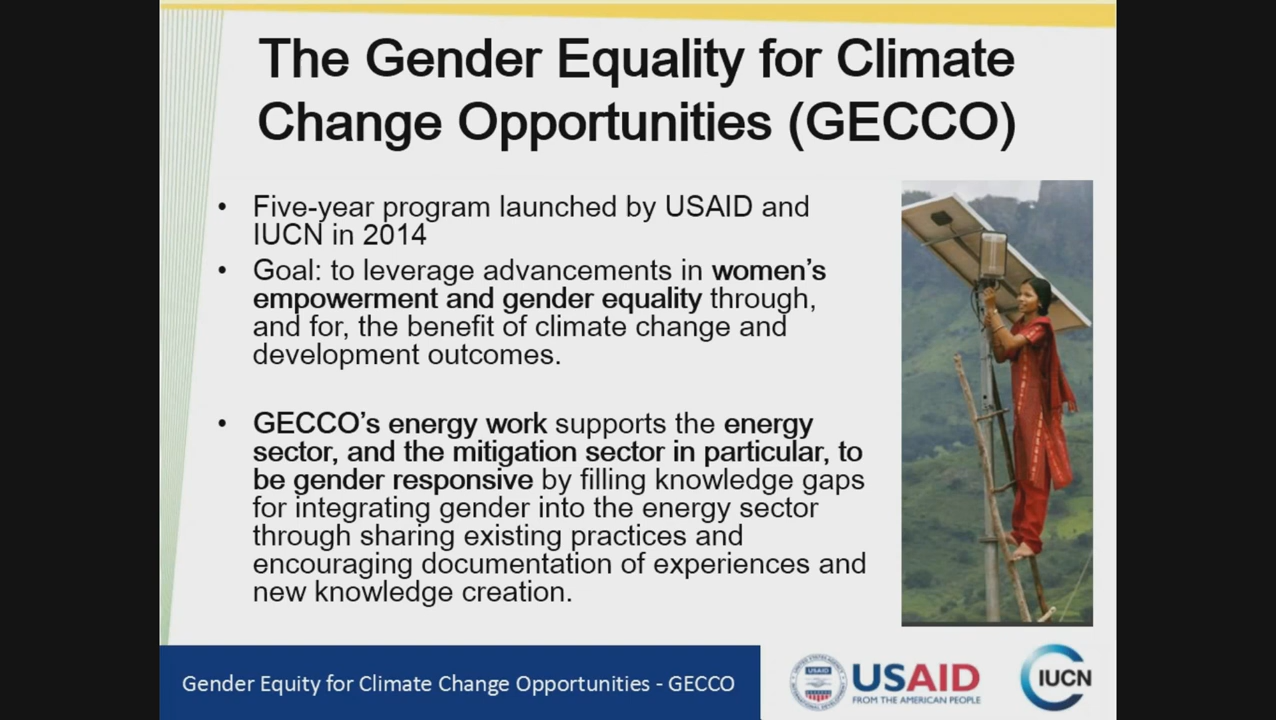 The Gender Equality for Climate
Change Opportunities (GECCO)
• Five-year program launched by USAID and
IUCN in 2014
• Goal: to leverage advancements in women's
empowerment and gender equality through,
and for, the benefit of climate change and
development outcomes.
• GECCO's energy work supports the energy
sector, and the mitigation sector in particular, to
be gender responsive by filling knowledge gaps
for integrating gender into the energy sector
through sharing existing practices and
encouraging documentation of experiences and
new knowledge creation.
Gender Equity for Climate Change Opportunities - GECCO
USAID
USAID
FROM THE AMERICAN PEOPLE
IUCN